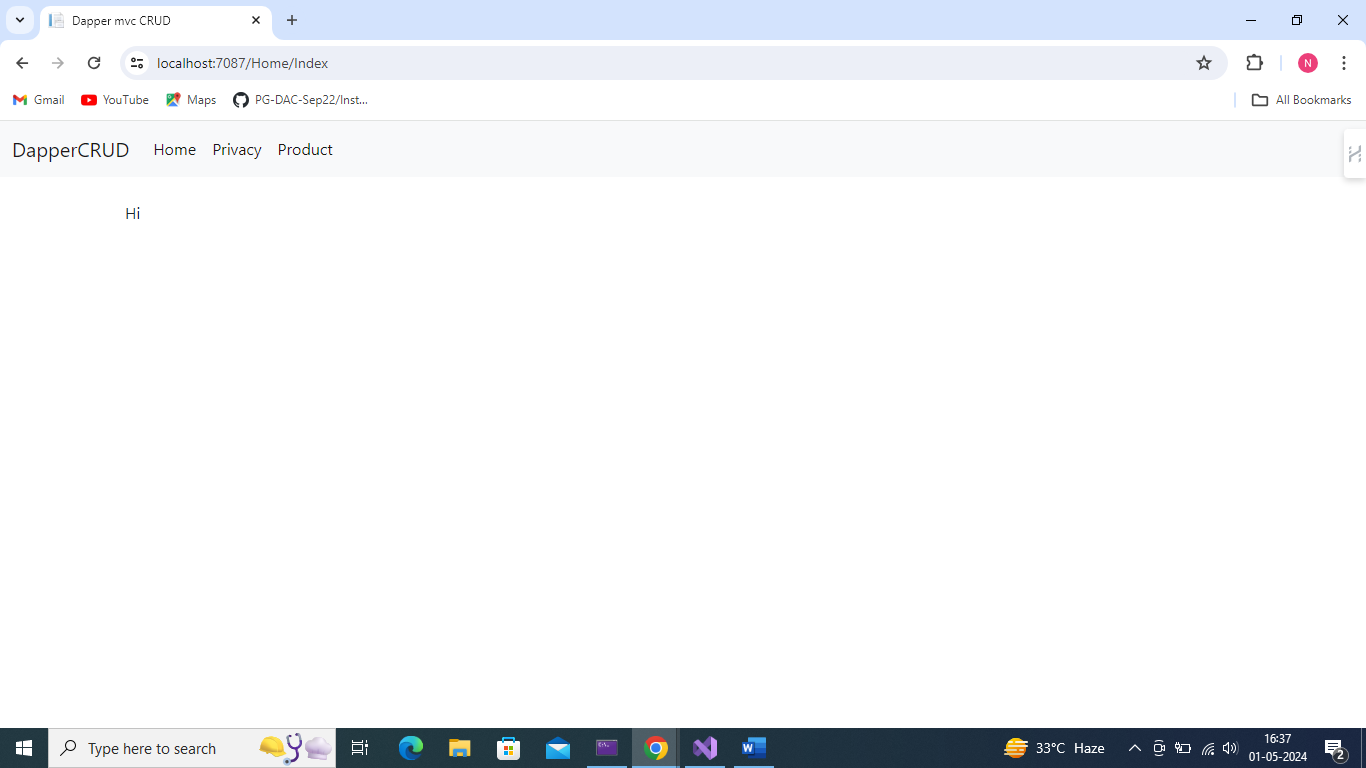 Dapper mvc CRUD
localhost:7087/Home/Index
N
Gmail YouTube Maps PG-DAC-Sep22/Inst... All Bookmarks
DapperCRUD Home Privacy Product
Hi
Type here to search
33°C Haze
16:37
01-05-2024
2